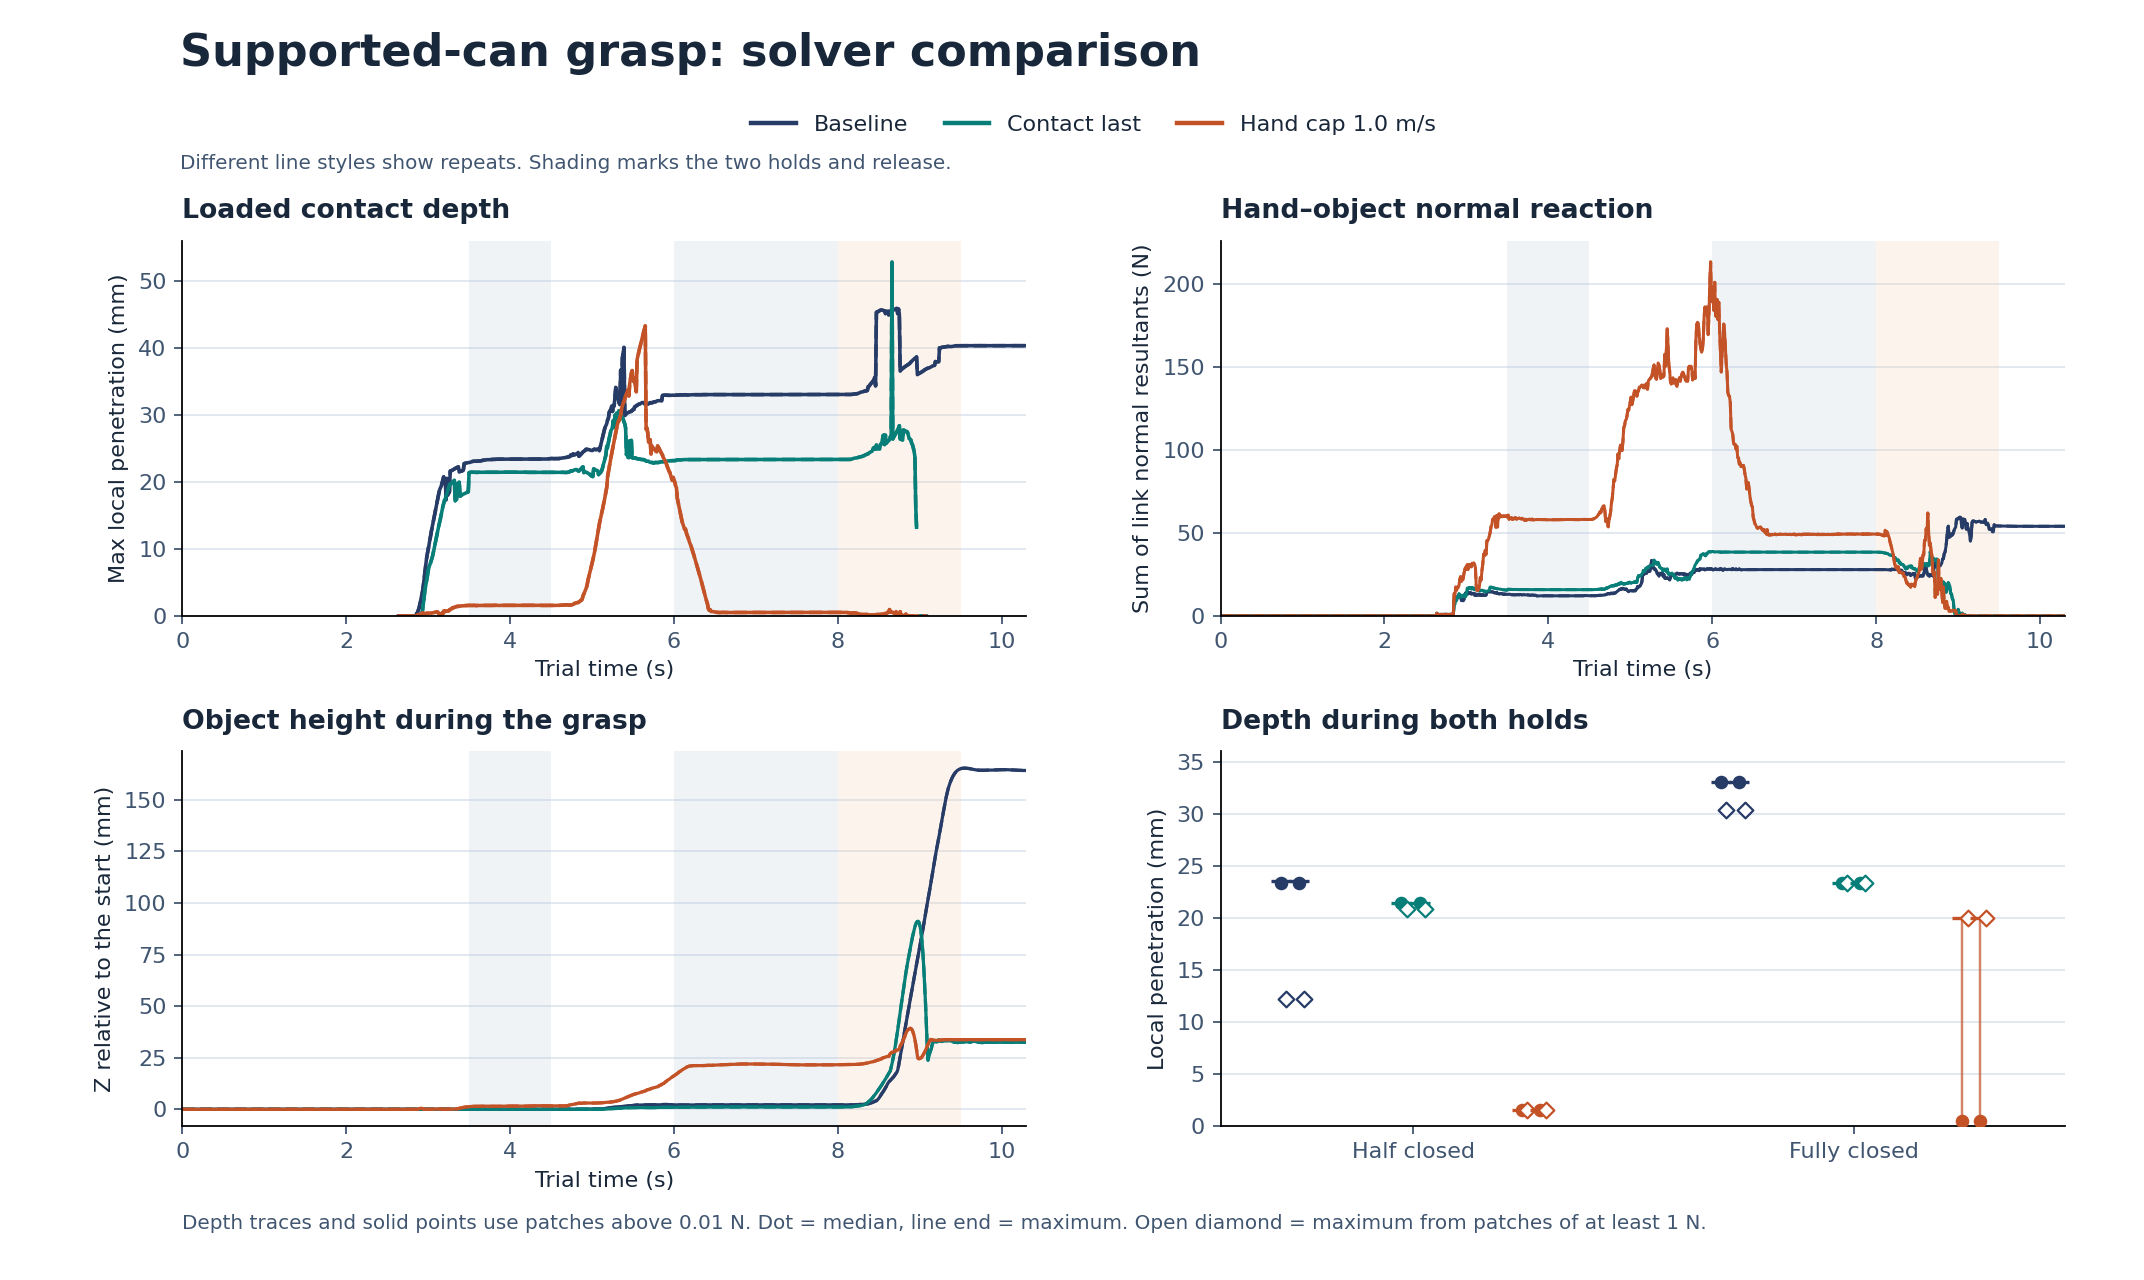 Supported-can grasp: solver comparison
Baseline Contact last Hand cap 1.0 m/s
Different line styles show repeats. Shading marks the two holds and release.
Loaded contact depth
Max local penetration (mm)
50
40
30
20
10
0
0 2 4 6 8 10
Trial time (s)
Hand–object normal reaction
Sum of link normal resultants (N)
200
150
100
50
0
0 2 4 6 8 10
Trial time (s)
Object height during the grasp
Z relative to the start (mm)
150
125
100
75
50
25
0
0 2 4 6 8 10
Trial time (s)
Depth during both holds
Local penetration (mm)
35
30
25
20
15
10
5
0
Half closed Fully closed
Depth traces and solid points use patches above 0.01 N. Dot = median, line end = maximum. Open diamond = maximum from patches of at least 1 N.